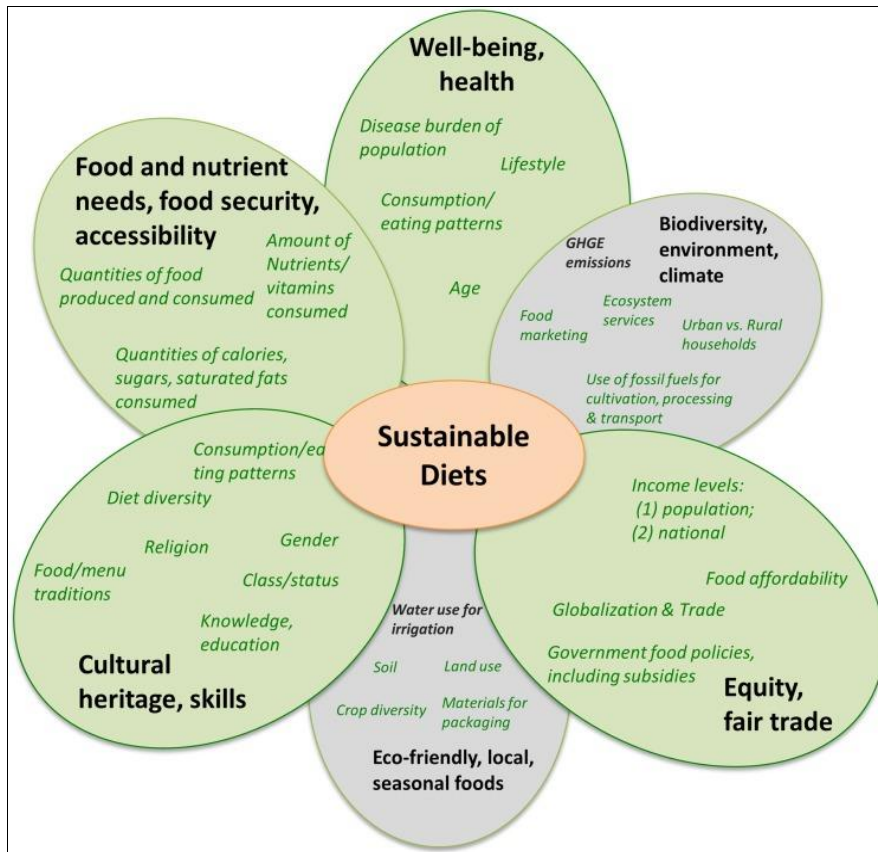 Well-being,
health
Disease burden of
population
Lifestyle
Consumption/
eating patterns
Age
Food and nutrient
needs, food security,
accessibility
Amount of
Nutrients/
vitamins
consumed
Quantities of food
produced and consumed
Quantities of calories,
sugars, saturated fats
consumed
Biodiversity,
environment,
climate
GHGE
emissions
Ecosystem
services
Food
marketing
Urban vs. Rural
households
Use of fossil fuels for
cultivation, processing
& transport
Sustainable
Diets
Consumption/ea
ting patterns
Diet diversity
Religion
Gender
Food/menu
traditions
Class/status
Knowledge,
education
Cultural
heritage, skills
Water use for
irrigation
Soil
Land use
Crop diversity
Materials for
packaging
Eco-friendly, local,
seasonal foods
Income levels:
(1) population;
(2) national
Food affordability
Globalization & Trade
Government food policies,
including subsidies
Equity,
fair trade